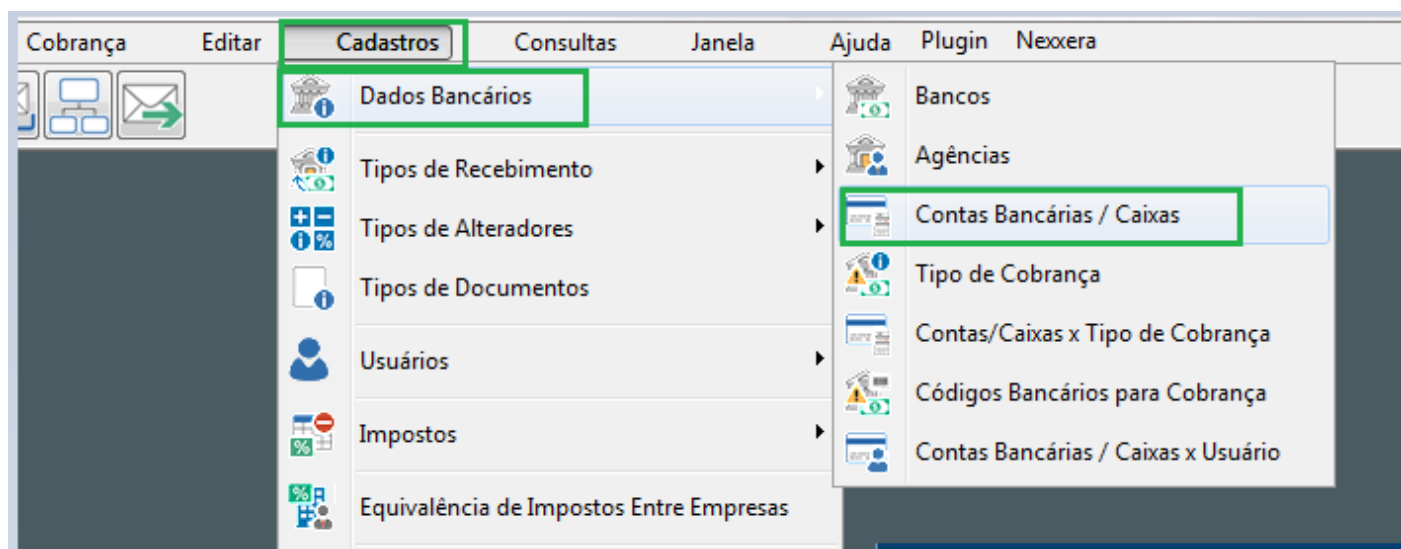 Cobrança Editar Cadastros Consultas Janela Ajuda Plugin Nexxera
Dados Bancários
Tipos de Recebimento
Tipos de Alteradores
Tipos de Documentos
Usuários
Impostos
Equivalência de Impostos Entre Empresas
Bancos
Agências
Contas Bancárias / Caixas
Tipo de Cobrança
Contas/Caixas x Tipo de Cobrança
Códigos Bancários para Cobrança
Contas Bancárias / Caixas x Usuário